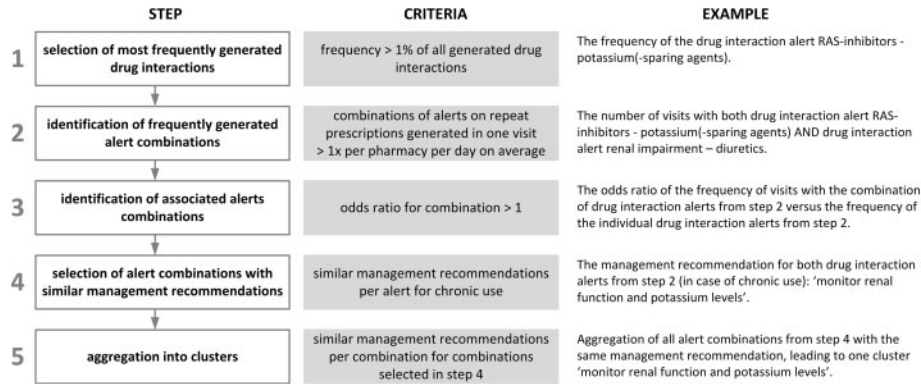 STEP
CRITERIA
EXAMPLE
1
selection of most frequently generated
drug interactions
frequency > 1% of all generated drug
interactions
The frequency of the drug interaction alert RAS-inhibitors -
potassium(-sparing agents).
2
identification of frequently generated
alert combinations
combinations of alerts on repeat
prescriptions generated in one visit
> 1x per pharmacy per day on average
The number of visits with both drug interaction alert RAS-
inhibitors - potassium(-sparing agents) AND drug interaction
alert renal impairment – diuretics.
3
identification of associated alerts
combinations
odds ratio for combination > 1
The odds ratio of the frequency of visits with the combination
of drug interaction alerts from step 2 versus the frequency of
the individual drug interaction alerts from step 2.
4
selection of alert combinations with
similar management recommendations
similar management recommendations
per alert for chronic use
The management recommendation for both drug interaction
alerts from step 2 (in case of chronic use): ‘monitor renal
function and potassium levels’.
5
aggregation into clusters
similar management recommendations
per combination for combinations
selected in step 4
Aggregation of all alert combinations from step 4 with the
same management recommendation, leading to one cluster
‘monitor renal function and potassium levels’.